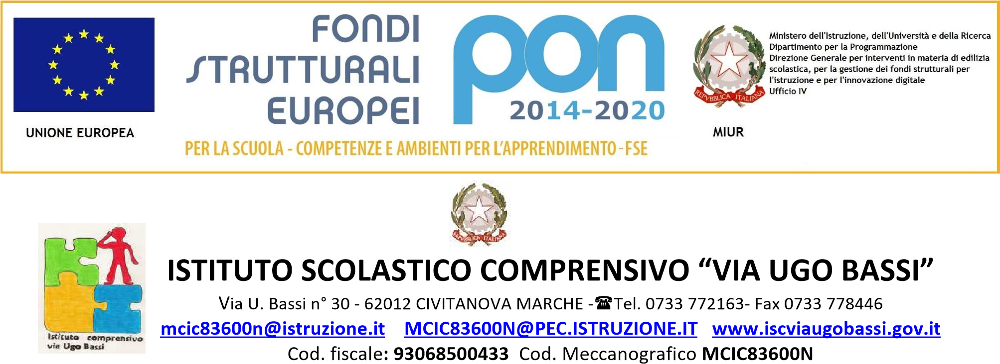 UNIONE EUROPEA
FONDI
STRUTTURALI
EUROPEI
pon
2014-2020
PER LA SCUOLA - COMPETENZE E AMBIENTI PER L'APPRENDIMENTO-FSE
REPVBBLICA ITALIANA
MIUR
Ministero dell'Istruzione, dell'Università e della Ricerca
Dipartimento per la Programmazione
Direzione Generale per interventi in materia di edilizia
scolastica, per la gestione dei fondi strutturali per
l'istruzione e per l'innovazione digitale
Ufficio IV
REPVBBLICA ITALIANA
Istituto comprensivo
via Ugo Bassi
ISTITUTO SCOLASTICO COMPRENSIVO “VIA UGO BASSI”
Via U. Bassi n° 30 - 62012 CIVITANOVA MARCHE -☎Tel. 0733 772163- Fax 0733 778446
mcic83600n@istruzione.it MCIC83600N@PEC.ISTRUZIONE.IT www.iscviaugobassi.gov.it
Cod. fiscale: 93068500433 Cod. Meccanografico MCIC83600N